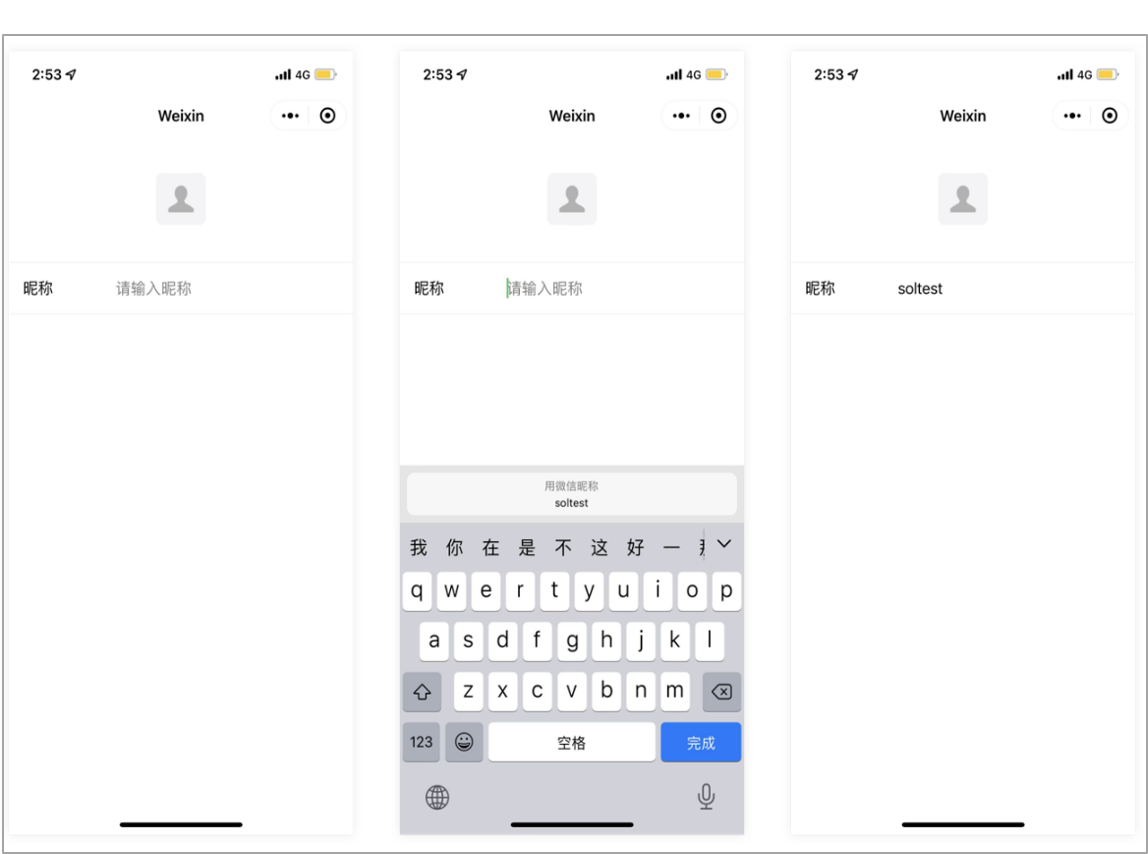 2:53
4G
Weixin
昵称 请输入昵称
2:53
4G
Weixin
昵称 请输入昵称
用微信昵称
soltest
我 你 在 是 不 这 好 一
q w e r t y u i o p
a s d f g h j k l
z x c v b n m
123 空格 完成
2:53
4G
Weixin
昵称 soltest